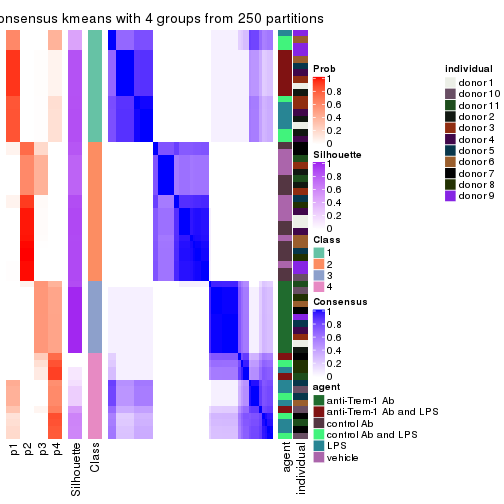 onsensus kmeans with 4 groups from 250 partitions
Prob
1
0.8
0.6
0.4
0.2
0
Silhouette
1
0.8
0.6
0.4
0.2
0
Class
1
2
3
4
Consensus
1
0.8
0.6
0.4
0.2
0
agent
anti-Trem-1 Ab
anti-Trem-1 Ab and LPS
control Ab
control Ab and LPS
LPS
vehicle
individual
donor 1
donor 10
donor 11
donor 2
donor 3
donor 4
donor 5
donor 6
donor 7
donor 8
donor 9
p1
p2
p3
p4
Silhouette
Class
agent
individual